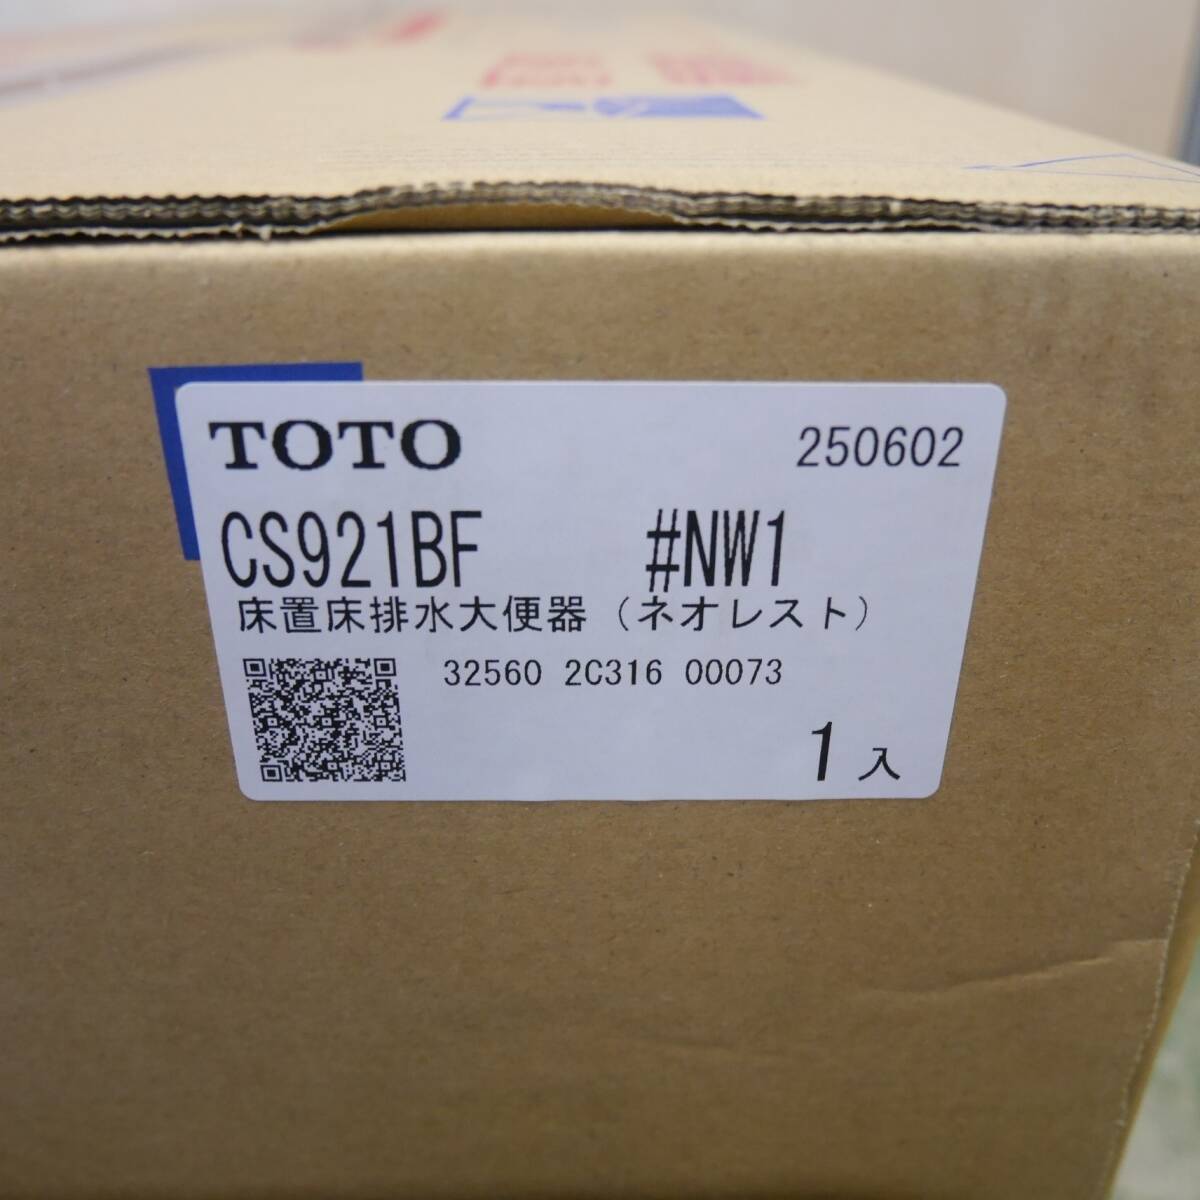 TOTO 250602
CS921BF #NW1
床置床排水大便器（ネオレスト）
32560 2C316 00073
1入